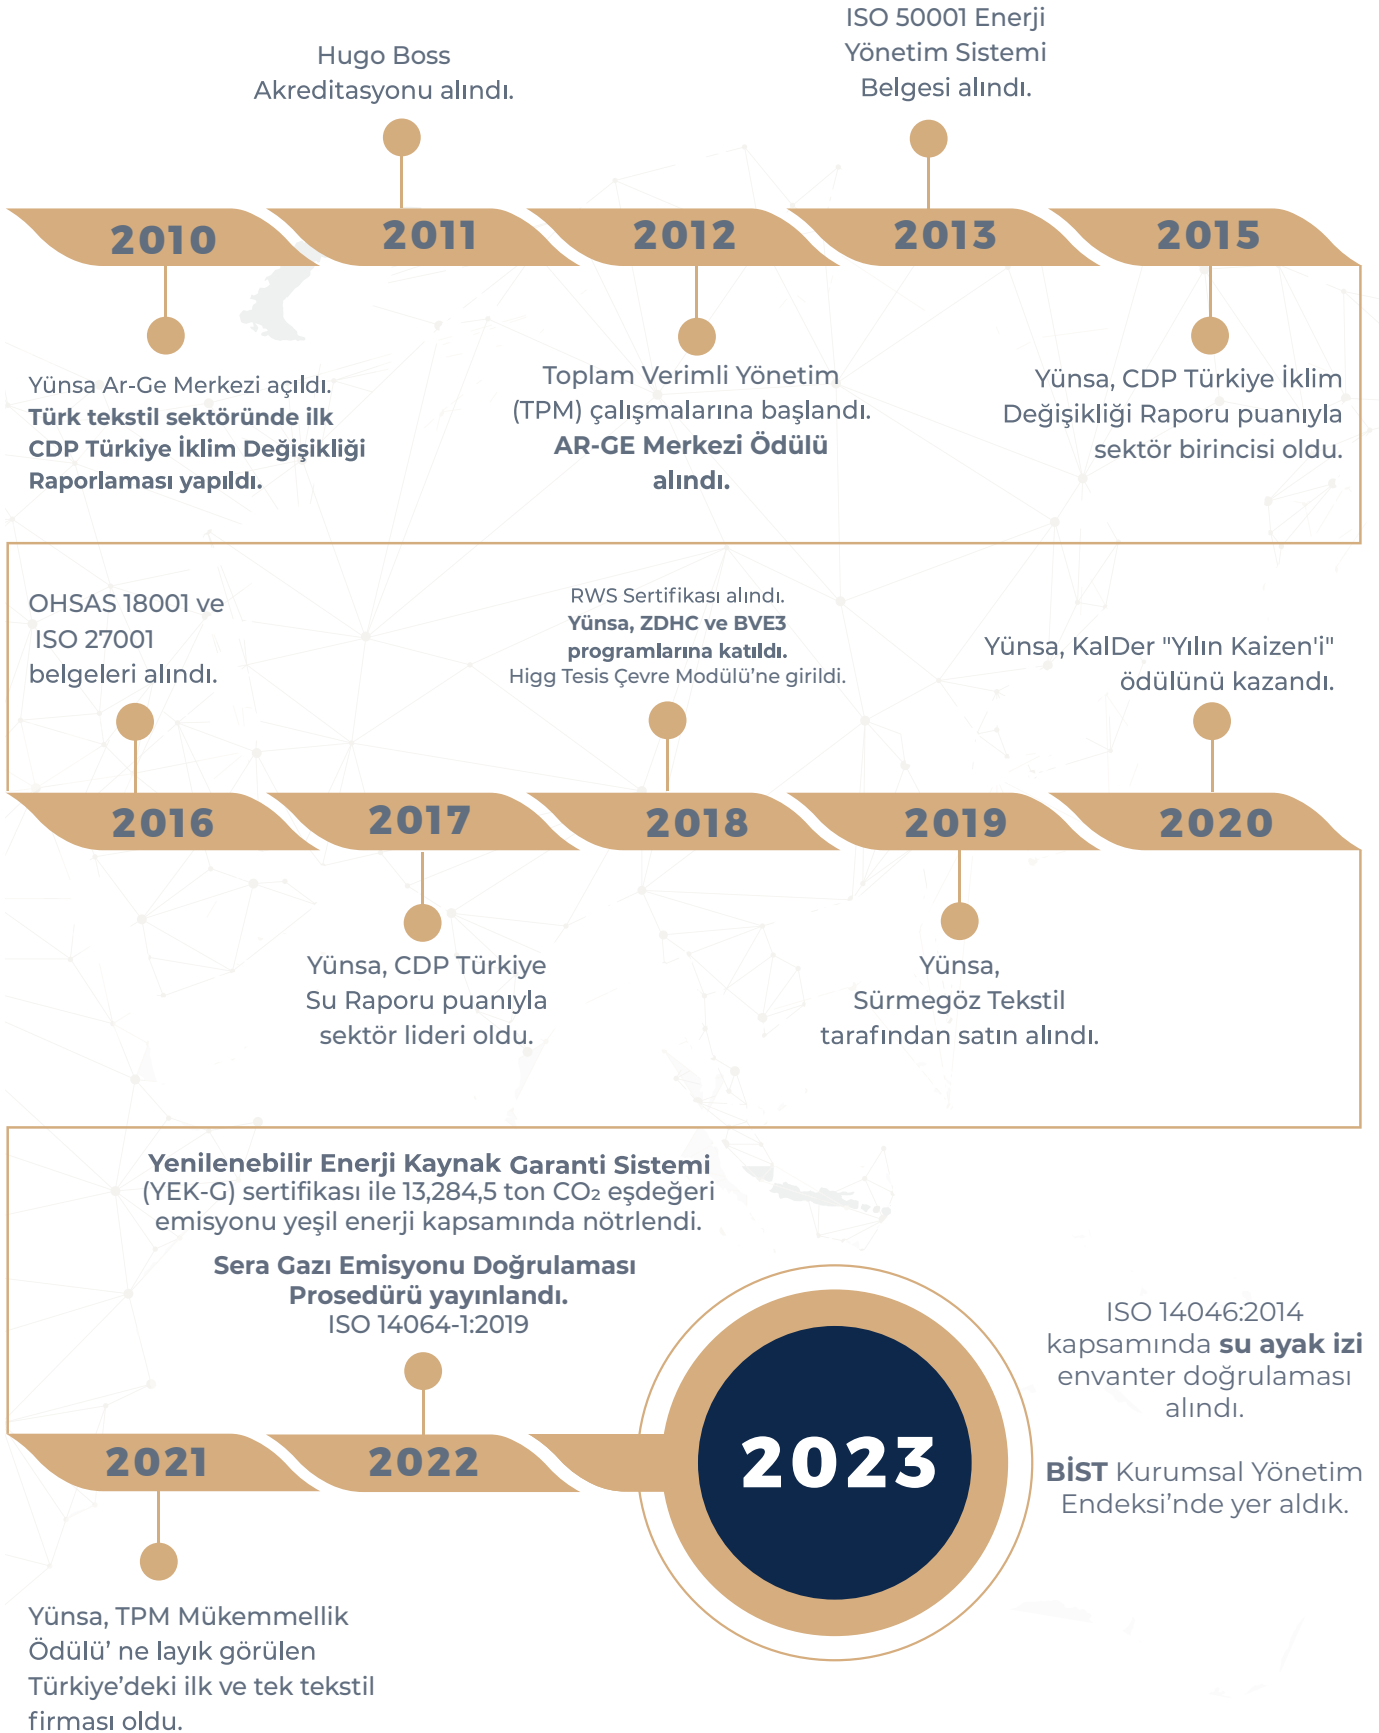 Hugo Boss
Akreditasyonu alındı.
ISO 50001 Enerji
Yönetim Sistemi
Belgesi alındı.
2010
2011
2012
2013
2015
Yünsa Ar-Ge Merkezi açıldı.
Türk tekstil sektöründe ilk
CDP Türkiye İklim Değişikliği
Raporlaması yapıldı.
Toplam Verimli Yönetim
(TPM) çalışmalarına başlandı.
AR-GE Merkezi Ödülü
alındı.
Yünsa, CDP Türkiye İklim
Değişikliği Raporu puanıyla
sektör birincisi oldu.
OHSAS 18001 ve
ISO 27001
belgeleri alındı.
RWS Sertifikası alındı.
Yünsa, ZDHC ve BVE3
programlarına katıldı.
Higg Tesis Çevre Modülü’ne girildi.
Yünsa, KalDer "Yılın Kaizen'i"
ödülünü kazandı.
2016
2017
2018
2019
2020
Yünsa, CDP Türkiye
Su Raporu puanıyla
sektör lideri oldu.
Yünsa,
Sürmegöz Tekstil
tarafından satın alındı.
Yenilenebilir Enerji Kaynak Garanti Sistemi
(YEK-G) sertifikası ile 13,284,5 ton CO₂ eşdeğeri
emisyonu yeşil enerji kapsamında nötrlendi.
Sera Gazı Emisyonu Doğrulaması
Prosedürü yayınlandı.
ISO 14064-1:2019
2021
2022
2023
ISO 14046:2014
kapsamında su ayak izi
envanter doğrulaması
alındı.
BİST Kurumsal Yönetim
Endeksi’nde yer aldık.
Yünsa, TPM Mükemmellik
Ödülü’ ne layık görülen
Türkiye’deki ilk ve tek tekstil
firması oldu.